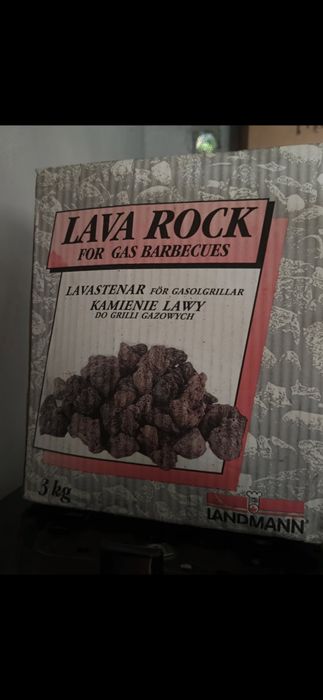 LAVA ROCK
FOR GAS BARBECUES
LAVASTENAR FÖR GASOLGRILLAR
KAMIENIE LAWY
DO GRILLI GAZOWYCH
3 kg
LANDMANN®